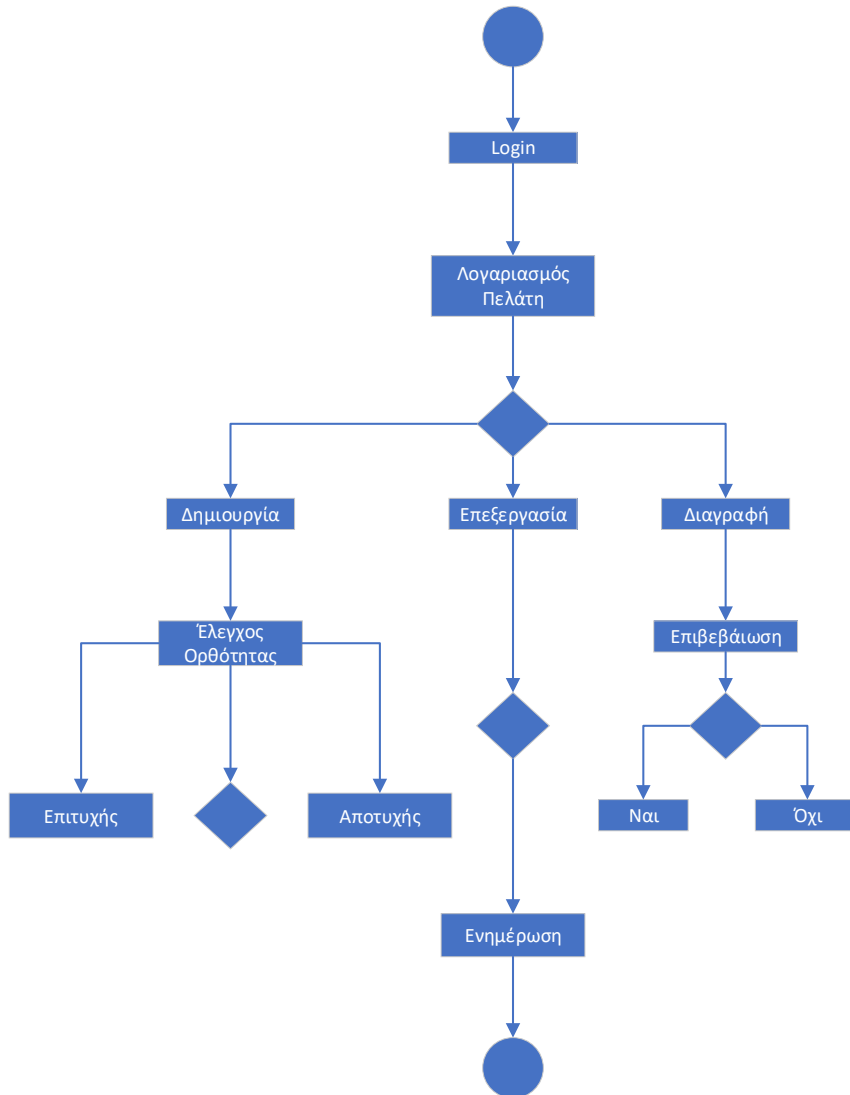 Login
Λογαριασμός
Πελάτη
Δημιουργία
Επεξεργασία
Διαγραφή
Έλεγχος
Ορθότητας
Επιβεβάιωση
Επιτυχής
Αποτυχής
Ναι
Όχι
Ενημέρωση